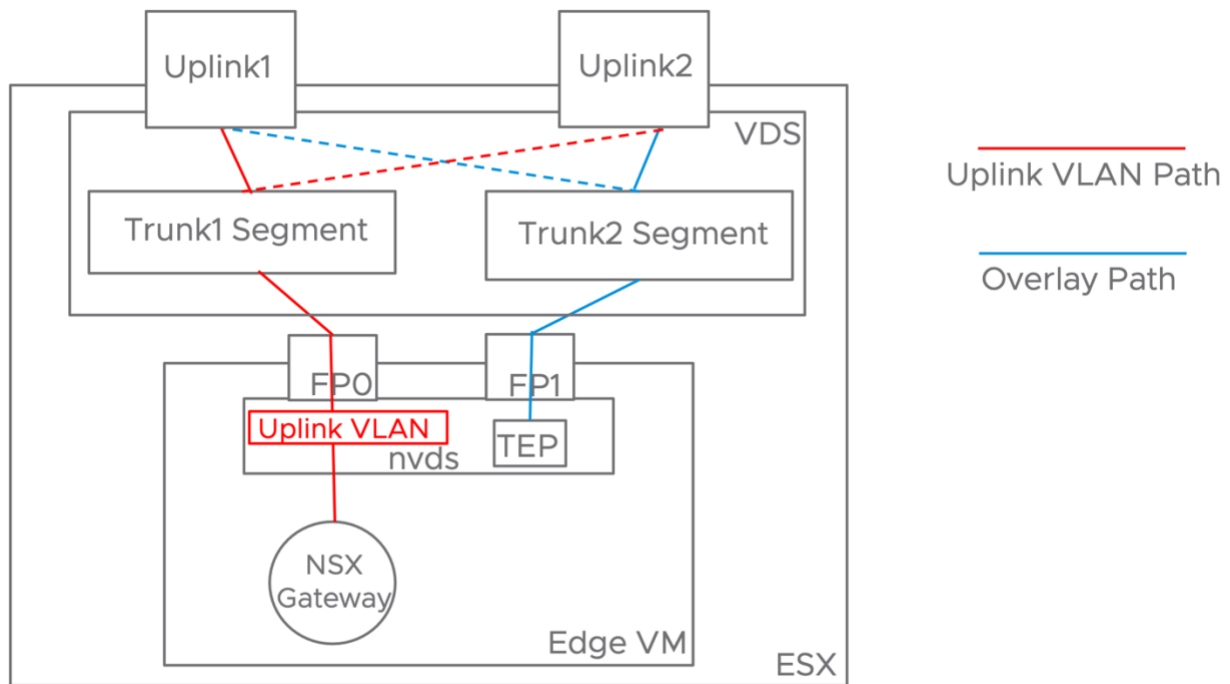 Uplink1
Uplink2
VDS
Uplink VLAN Path
Trunk1 Segment
Trunk2 Segment
Overlay Path
FP0
FP1
Uplink VLAN
TEP
nvds
NSX
Gateway
Edge VM
ESX